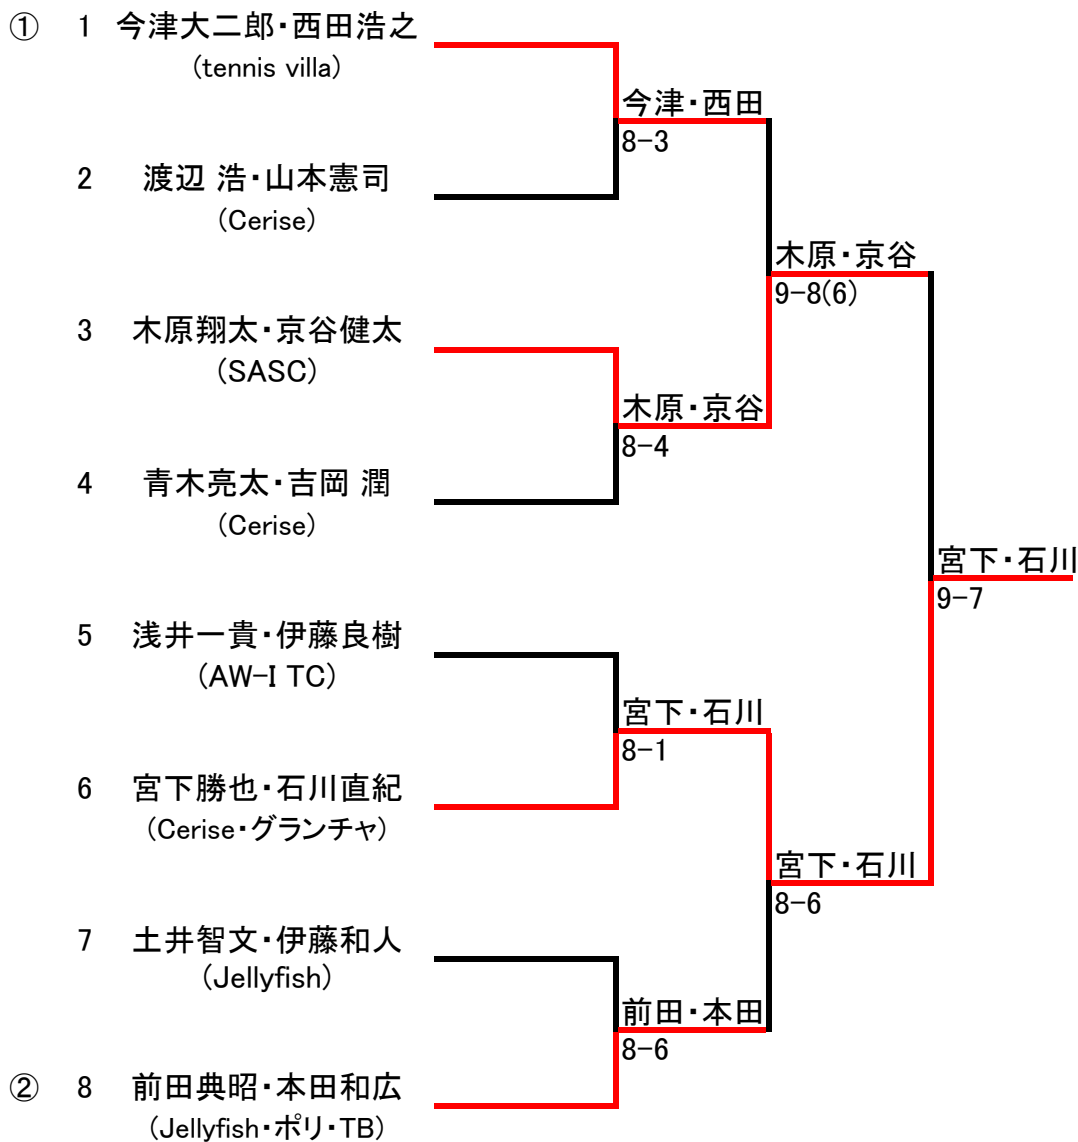 ① 1 今津大二郎・西田浩之
(tennis villa)
今津・西田
8-3
2 渡辺 浩・山本憲司
(Cerise)
木原・京谷
9-8(6)
3 木原翔太・京谷健太
(SASC)
木原・京谷
8-4
4 青木亮太・吉岡 潤
(Cerise)
宮下・石川
9-7
5 浅井一貴・伊藤良樹
(AW-I TC)
宮下・石川
8-1
6 宮下勝也・石川直紀
(Cerise・グランチャ)
宮下・石川
8-6
7 土井智文・伊藤和人
(Jellyfish)
前田・本田
8-6
② 8 前田典昭・本田和広
(Jellyfish・ポリ・TB)